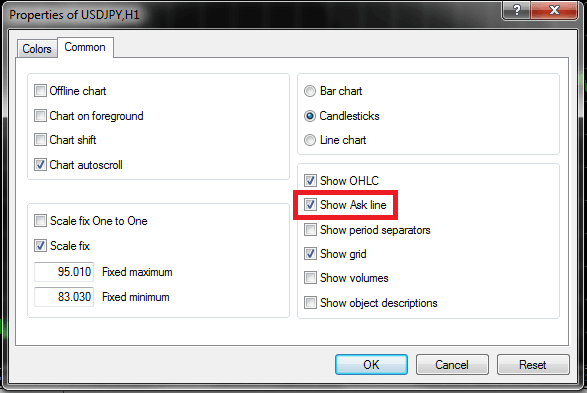 Properties of USDJPY,H1
Colors
Common
Offline chart
Chart on foreground
Chart shift
Chart autoscroll
Bar chart
Candlesticks
Line chart
Scale fix One to One
Scale fix
95.010 Fixed maximum
83.030 Fixed minimum
Show OHLC
Show Ask line
Show period separators
Show grid
Show volumes
Show object descriptions
OK
Cancel
Reset